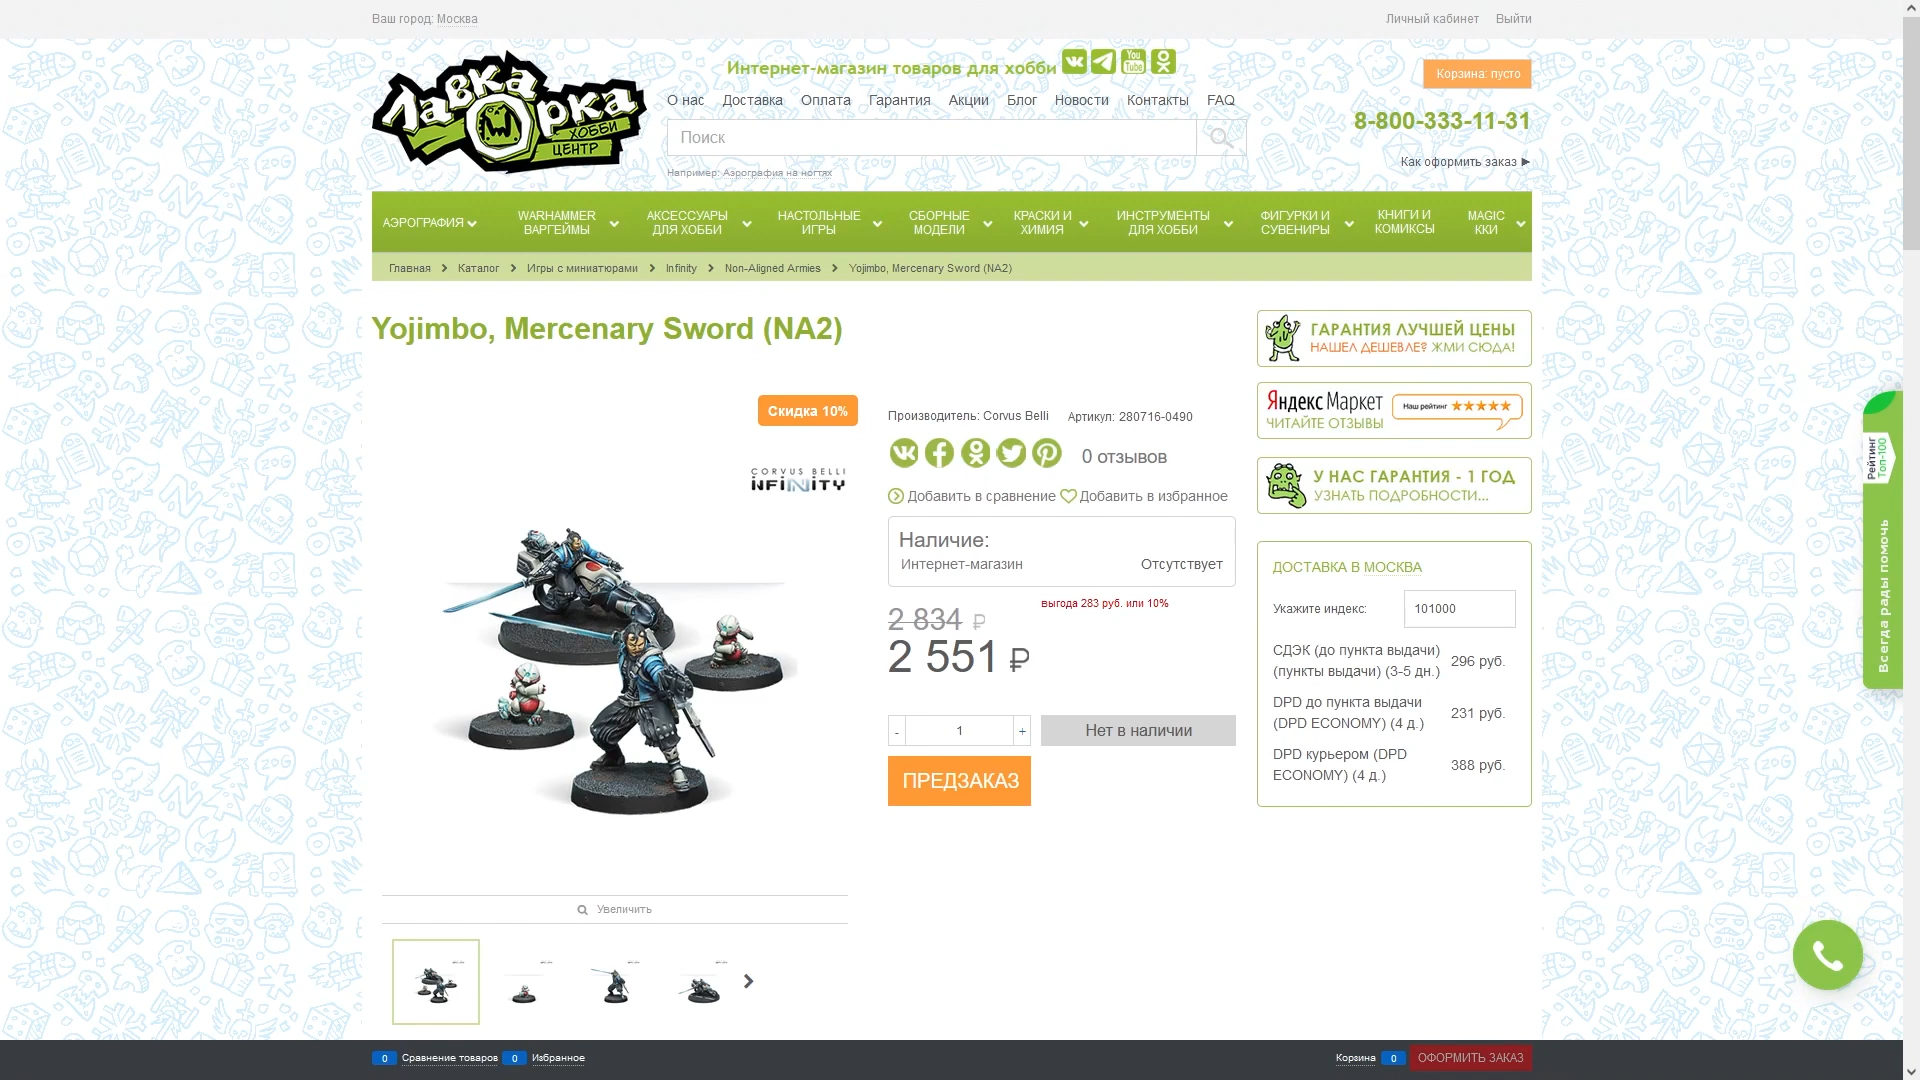 Ваш город: Москва
Личный кабинет Выйти
Лавка Орка
ХОББИ ЦЕНТР
Интернет-магазин товаров для хобби
You Tube
Корзина: пусто
О нас Доставка Оплата Гарантия Акции Блог Новости Контакты FAQ
8-800-333-11-31
Поиск
Как оформить заказ ►
Например: Аэрография на ногтях
АЭРОГРАФИЯ
WARHAMMER ВАРГЕЙМЫ
АКСЕССУАРЫ ДЛЯ ХОББИ
НАСТОЛЬНЫЕ ИГРЫ
СБОРНЫЕ МОДЕЛИ
КРАСКИ И ХИМИЯ
ИНСТРУМЕНТЫ ДЛЯ ХОББИ
ФИГУРКИ И СУВЕНИРЫ
КНИГИ И КОМИКСЫ
MAGIC ККИ
Главная Каталог Игры с миниатюрами Infinity Non-Aligned Armies Yojimbo, Mercenary Sword (NA2)
Yojimbo, Mercenary Sword (NA2)
Скидка 10%
CORVUS BELLI
INFINITY
Производитель: Corvus Belli Артикул: 280716-0490
0 отзывов
Добавить в сравнение Добавить в избранное
Наличие:
Интернет-магазин Отсутствует
выгода 283 руб. или 10%
2 834 ₽
2 551 ₽
- 1 + Нет в наличии
ПРЕДЗАКАЗ
Увеличить
ГАРАНТИЯ ЛУЧШЕЙ ЦЕНЫ
НАШЕЛ ДЕШЕВЛЕ? ЖМИ СЮДА!
Яндекс Маркет
Наш рейтинг ★★★★★
ЧИТАЙТЕ ОТЗЫВЫ
У НАС ГАРАНТИЯ - 1 ГОД
УЗНАТЬ ПОДРОБНОСТИ...
ДОСТАВКА В МОСКВА
Укажите индекс: 101000
СДЭК (до пункта выдачи)
(пункты выдачи) (3-5 дн.) 296 руб.
DPD до пункта выдачи
(DPD ECONOMY) (4 д.) 231 руб.
DPD курьером (DPD
ECONOMY) (4 д.) 388 руб.
Рейтинг
Топ-100
Всегда рады помочь
0 Сравнение товаров 0 Избранное
Корзина 0 ОФОРМИТЬ ЗАКАЗ